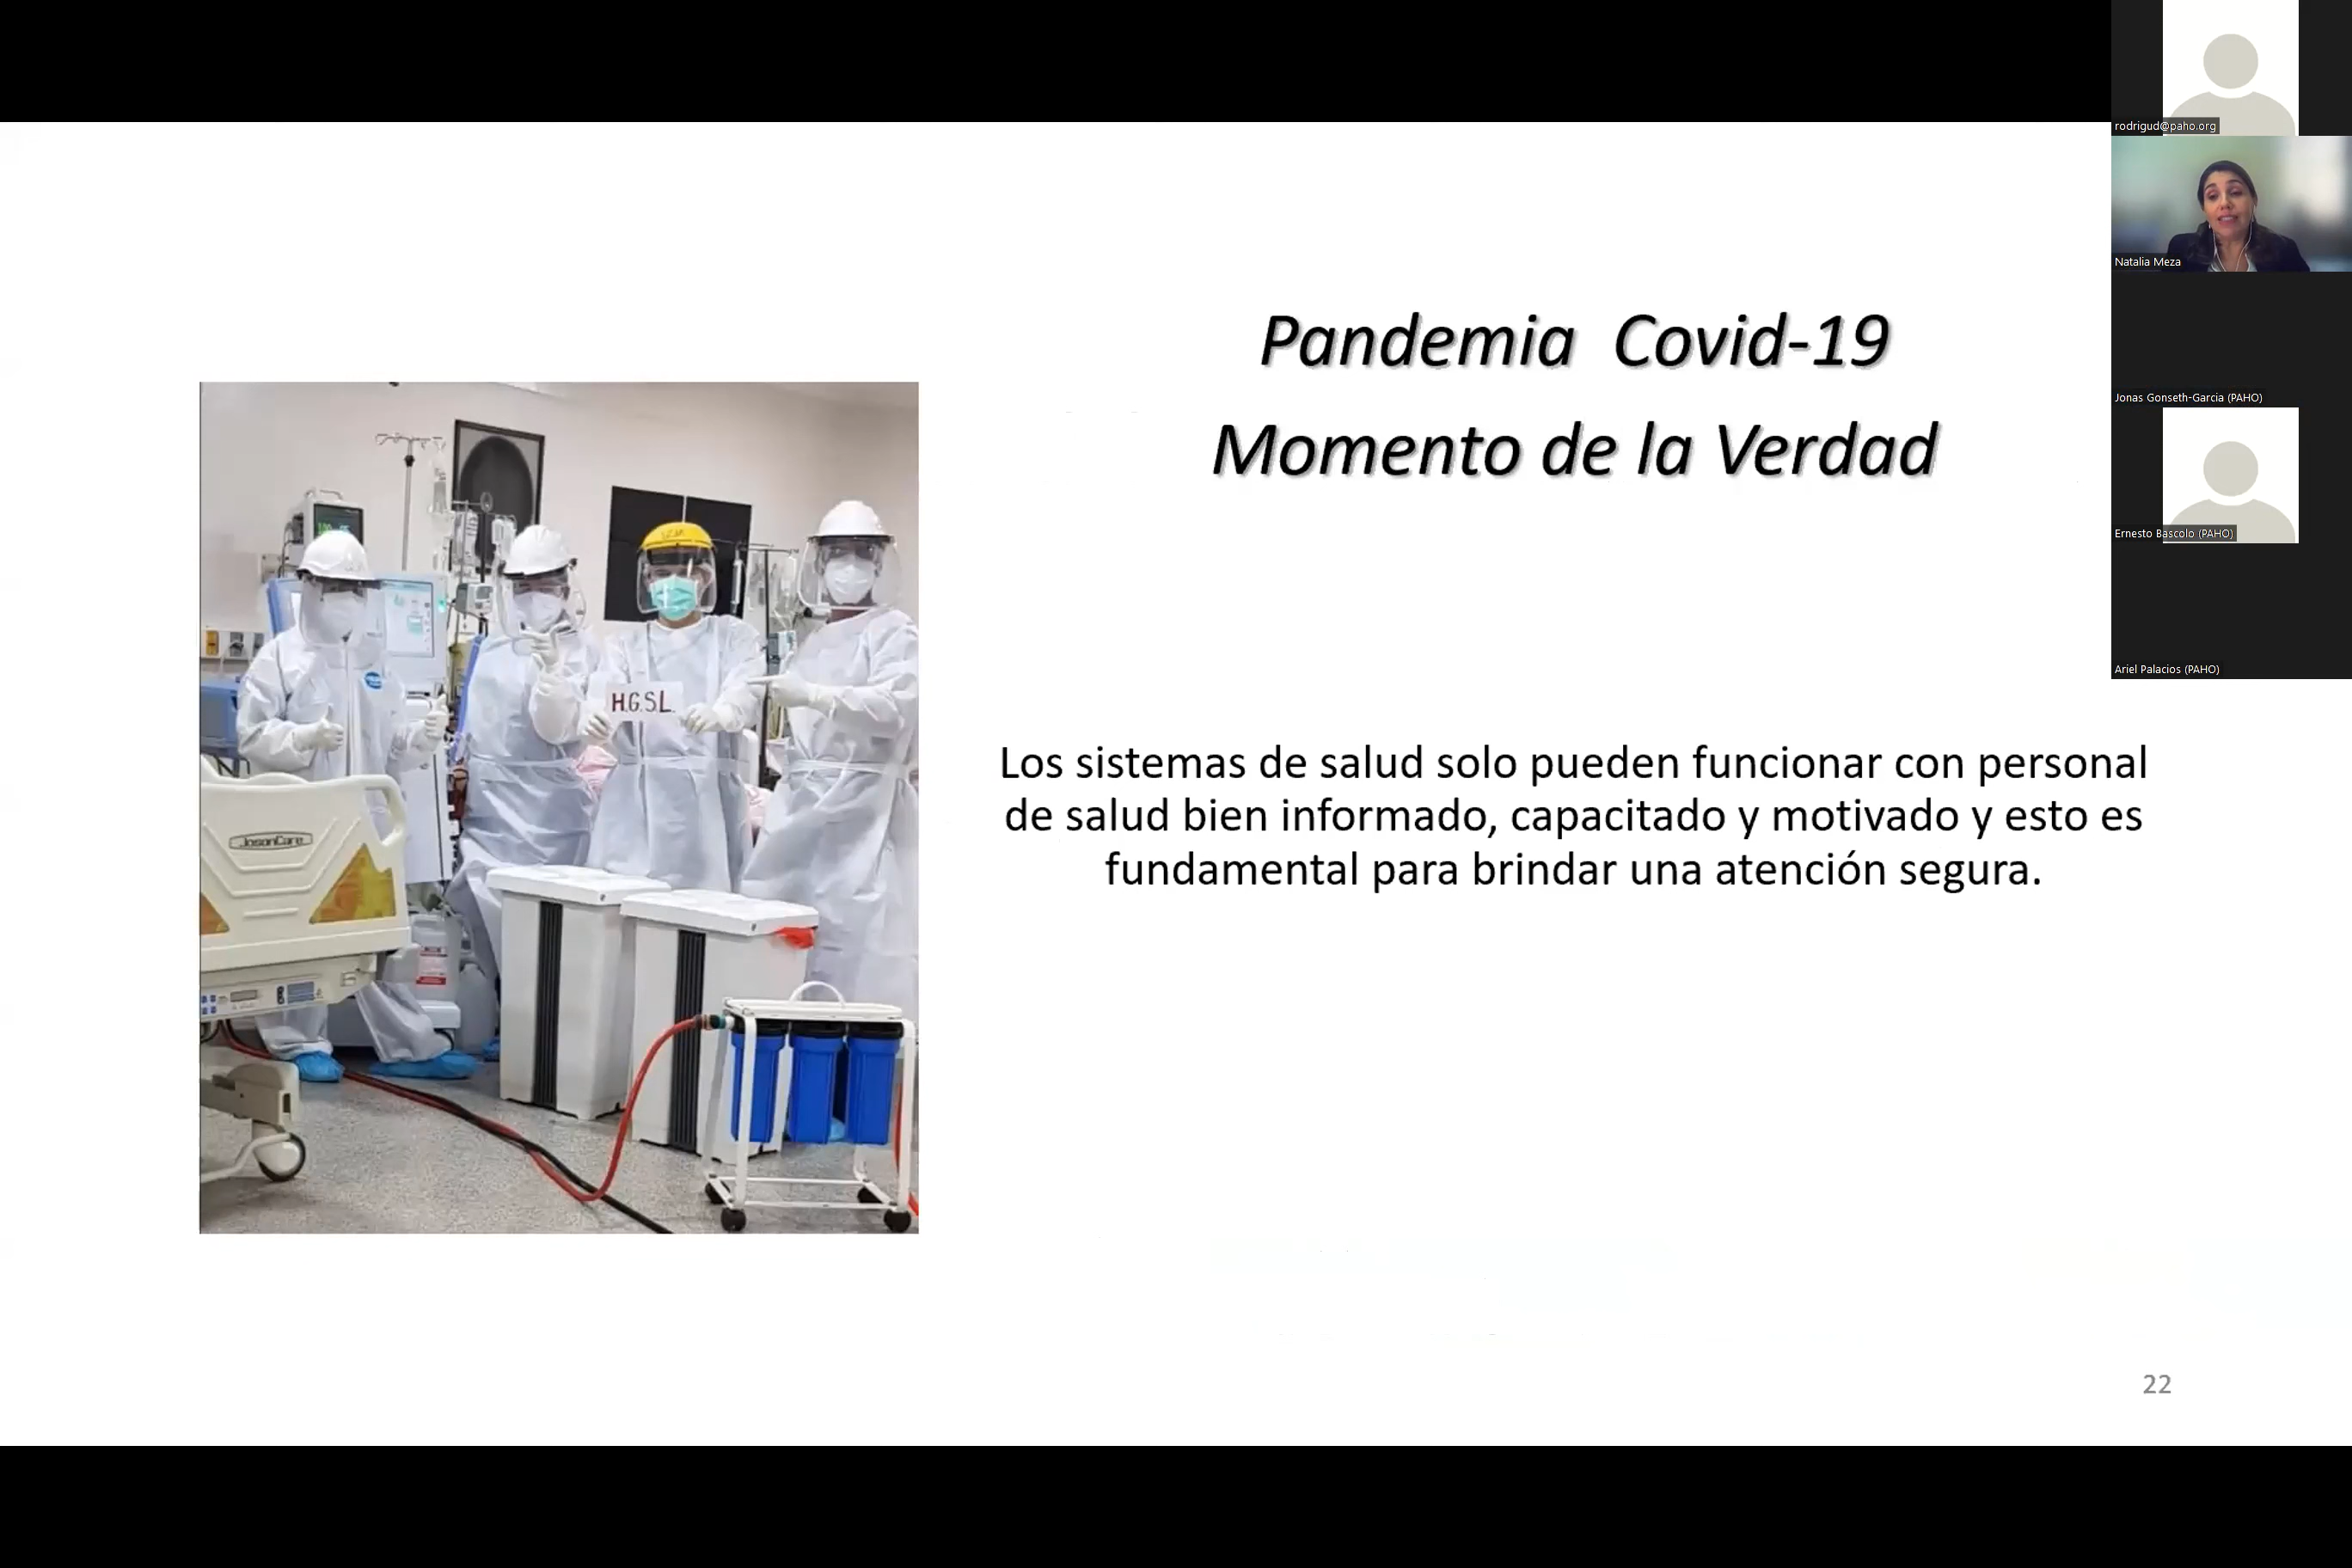 rodrigud@paho.org
Natalia Meza
Jonas Gonseth-Garcia (PAHO)
Ernesto Bascolo (PAHO)
Ariel Palacios (PAHO)
Pandemia Covid-19
Momento de la Verdad
Los sistemas de salud solo pueden funcionar con personal
de salud bien informado, capacitado y motivado y esto es
fundamental para brindar una atención segura.
H.G.S.L.
JosonCare
22